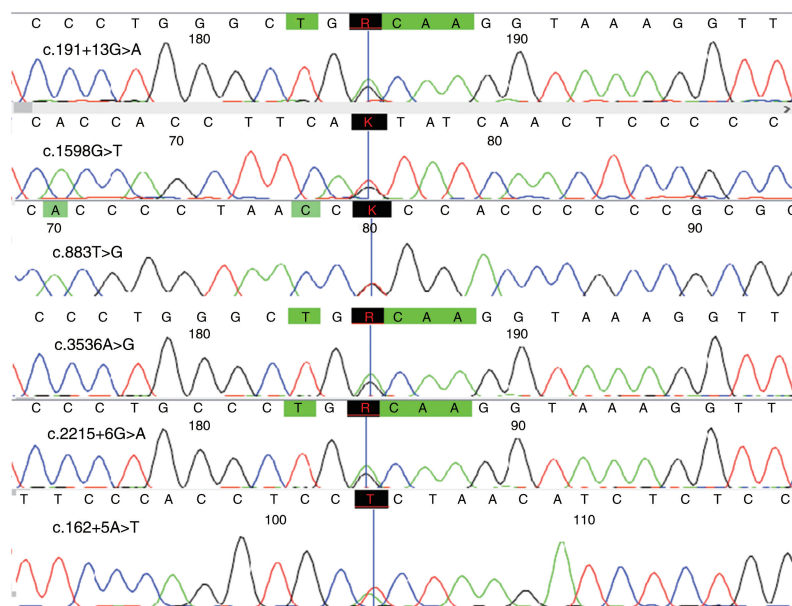 C C C T G G G C T G R C A A G G T A A A G G T T
180 190
c.191+13G>A
C A C C A C C T T C A K T A T C A A C T C C C C C
70 80
c.1598G>T
C A C C C C T A A C C K C C A C C C C C C G C G C
70 80 90
c.883T>G
C C C T G G G C T G R C A A G G T A A A G G T T
180 190
c.3536A>G
C C C T G C C C T G R C A A G G T A A A G G T T
180 90
c.2215+6G>A
T T C C C A C C T C C T C T A A C A T C T C T C C
100 110
c.162+5A>T